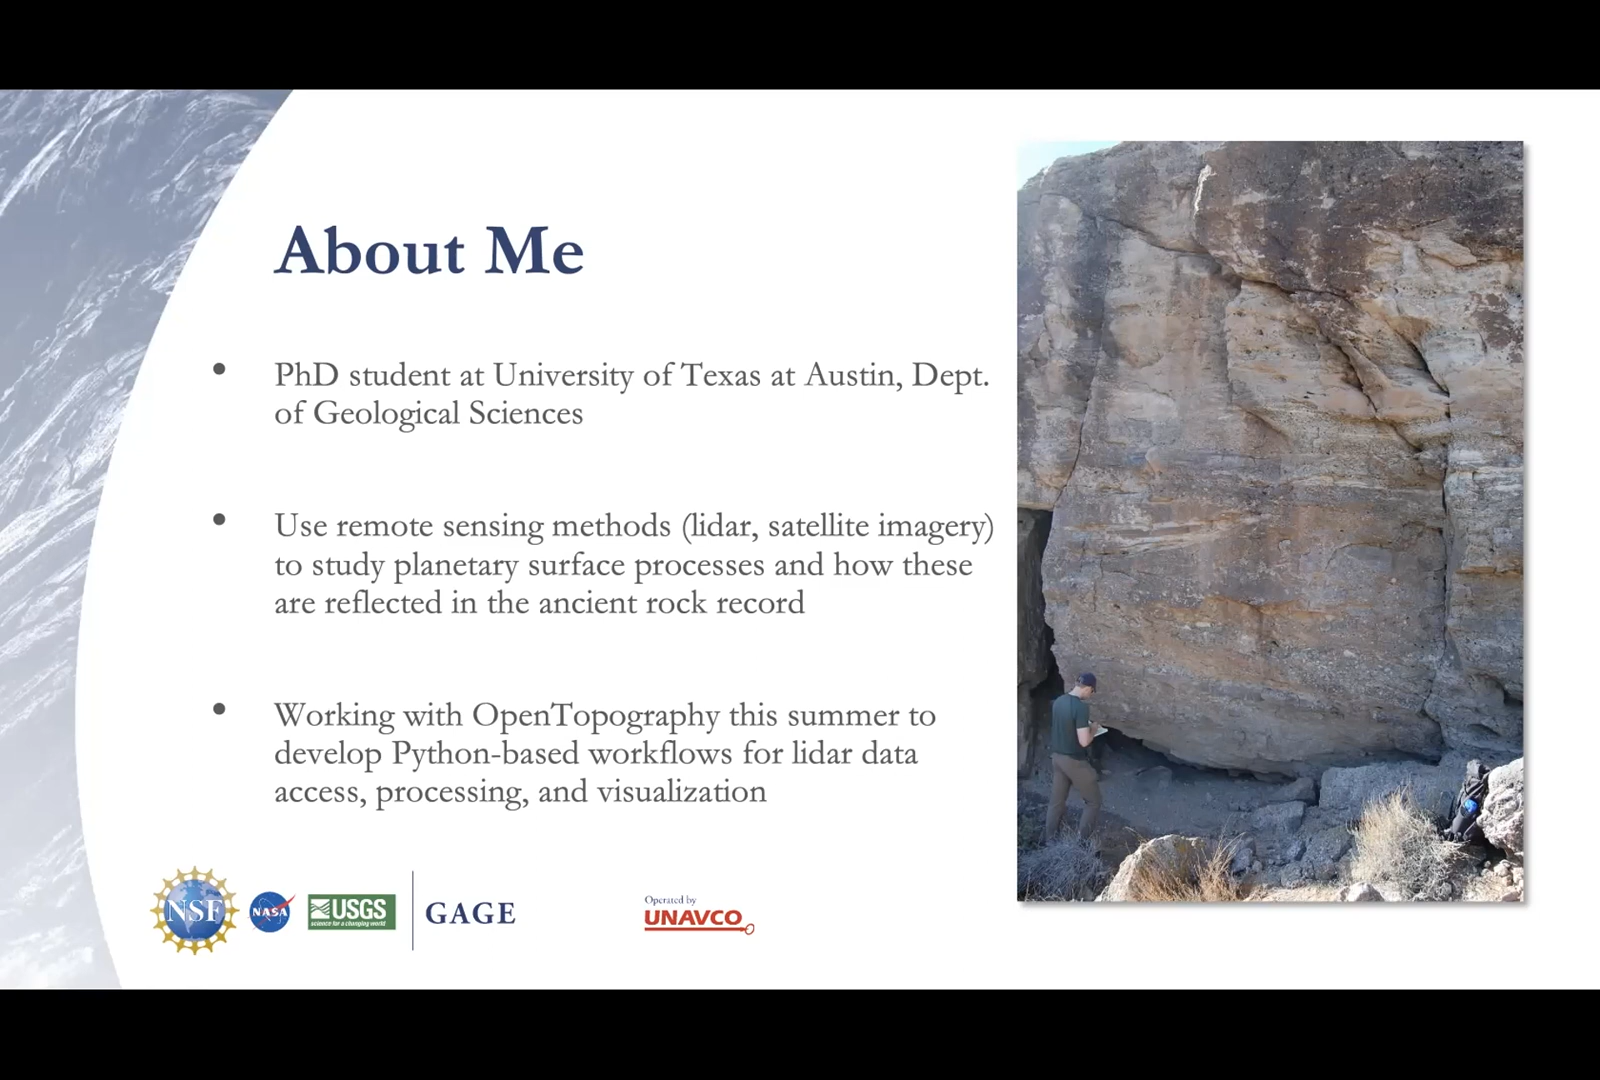 About Me
• PhD student at University of Texas at Austin, Dept.
of Geological Sciences
• Use remote sensing methods (lidar, satellite imagery)
to study planetary surface processes and how these
are reflected in the ancient rock record
• Working with OpenTopography this summer to
develop Python-based workflows for lidar data
access, processing, and visualization
NSF
NASA
USGS
science for a changing world
GAGE
Operated by
UNAVCO